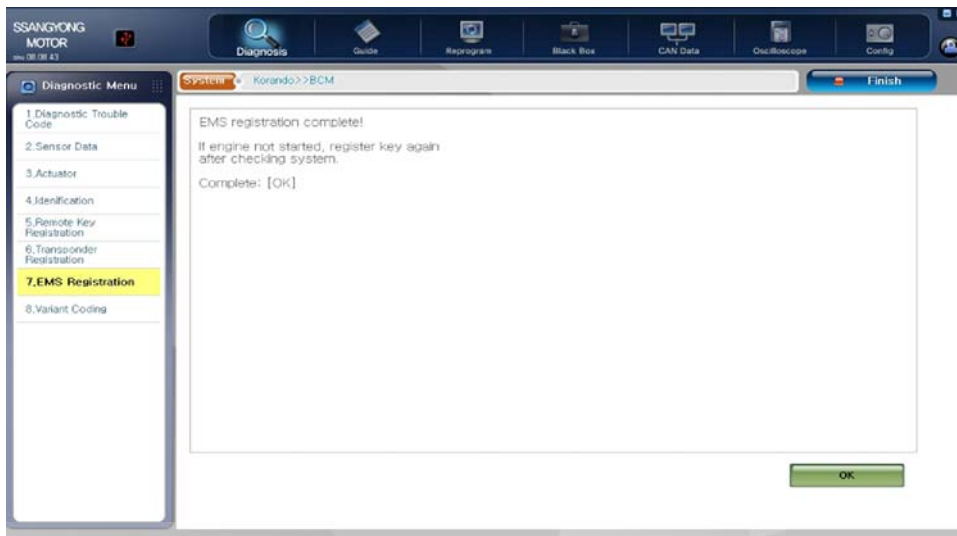 SSANGYONG
MOTOR
Diagnosis
Guide
Reprogram
Black Box
CAN Data
Oscilloscope
Config
Diagnostic Menu
System
Korando>>BCM
Finish
1.Diagnostic Trouble
Code
2.Sensor Data
3.Actuator
4.Idenification
5.Remote Key
Registration
6.Transponder
Registration
7.EMS Registration
8.Variant Coding
EMS registration complete!
If engine not started, register key again
after checking system.
Complete: [OK]
OK